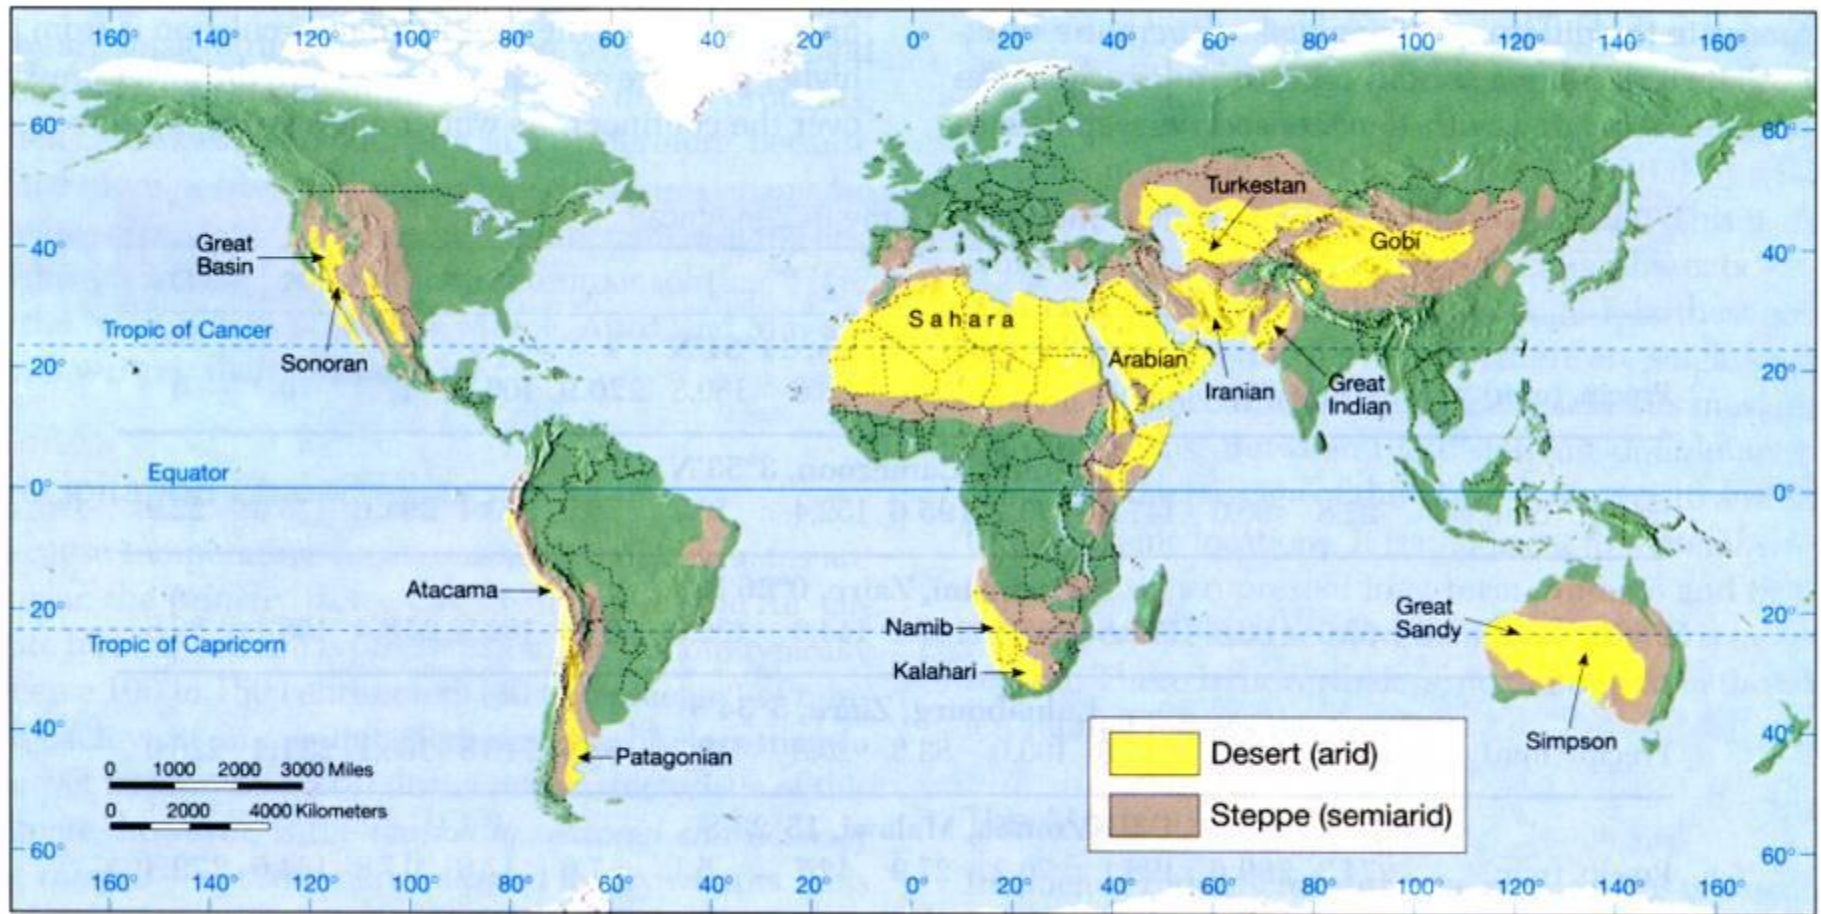 160° 140° 120° 100° 80° 60° 40° 20° 0° 20° 40° 60° 80° 100° 120° 140° 160°
60° 60°
Turkestan
Great
Basin
40° Gobi 40°
Sahara
Tropic of Cancer
Sonoran
Arabian
20° 20°
Iranian
Great
Indian
Equator
0° 0°
Atacama
20° 20°
Great
Sandy
Namib
Tropic of Capricorn
Kalahari
40° 40°
Simpson
Patagonian
Desert (arid)
Steppe (semiarid)
0 1000 2000 3000 Miles
0 2000 4000 Kilometers
60° 60°
160° 140° 120° 100° 80° 60° 40° 20° 0° 20° 40° 60° 80° 100° 120° 140° 160°